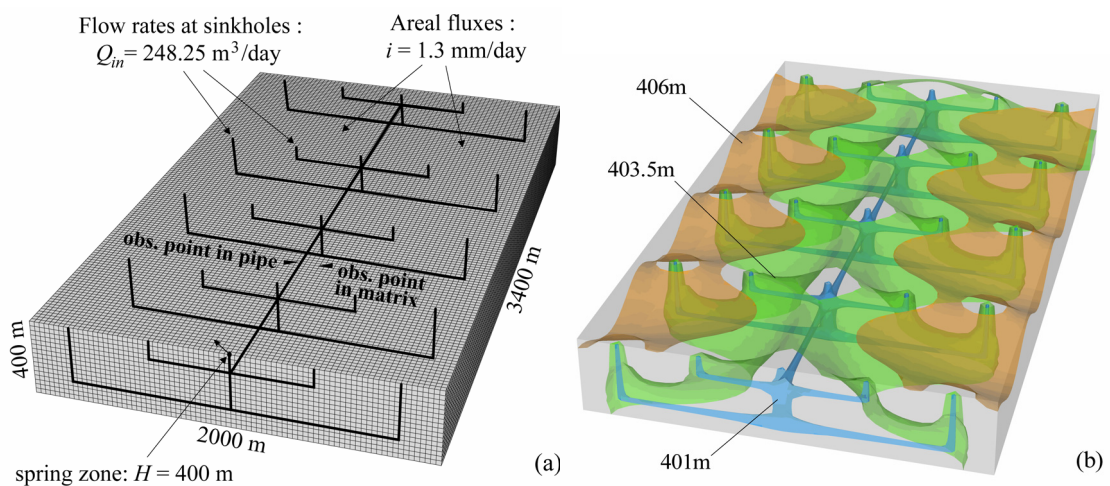 Flow rates at sinkholes :
Q_in = 248.25 m³/day
Areal fluxes :
i = 1.3 mm/day
obs. point in pipe
obs. point
in matrix
400 m
2000 m
3400 m
spring zone: H = 400 m
(a)
406m
403.5m
401m
(b)